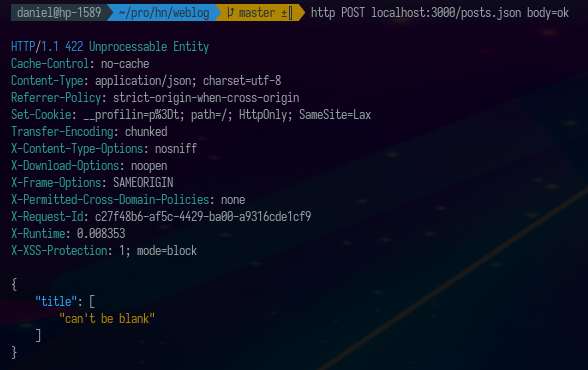 daniel@hp-1589 ~/pro/hn/weblog master ± http POST localhost:3000/posts.json body=ok
HTTP/1.1 422 Unprocessable Entity
Cache-Control: no-cache
Content-Type: application/json; charset=utf-8
Referrer-Policy: strict-origin-when-cross-origin
Set-Cookie: __profilin=p%3Dt; path=/; HttpOnly; SameSite=Lax
Transfer-Encoding: chunked
X-Content-Type-Options: nosniff
X-Download-Options: noopen
X-Frame-Options: SAMEORIGIN
X-Permitted-Cross-Domain-Policies: none
X-Request-Id: c27f48b6-af5c-4429-ba00-a9316cde1cf9
X-Runtime: 0.008353
X-XSS-Protection: 1; mode=block
{
    "title": [
        "can't be blank"
    ]
}